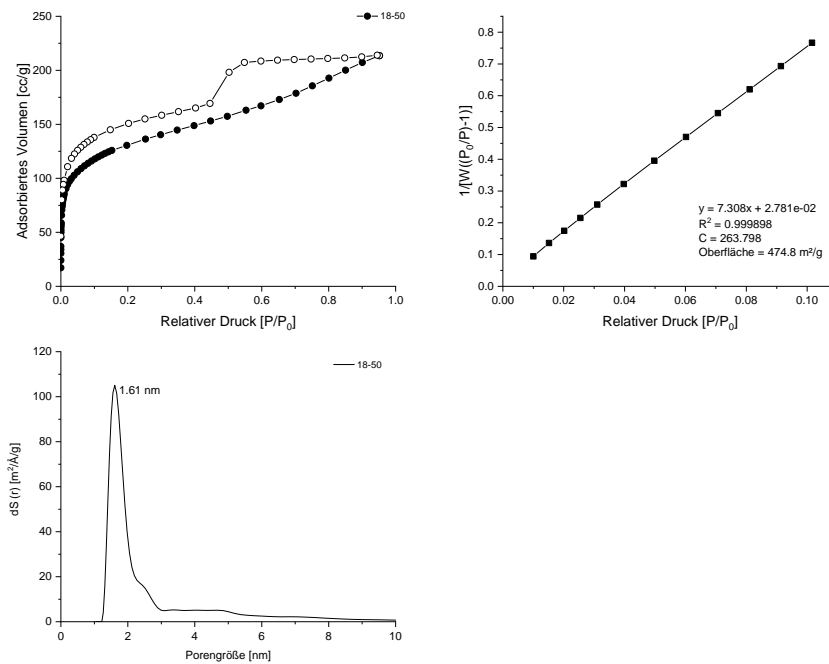 18-50
250
200
150
100
50
0
0.0 0.2 0.4 0.6 0.8 1.0
Adsorbiertes Volumen [cc/g]
Relativer Druck [P/P0]
0.8
0.7
0.6
0.5
0.4
0.3
0.2
0.1
0.0
0.00 0.02 0.04 0.06 0.08 0.10
1/[W((P0/P)-1)]
Relativer Druck [P/P0]
y = 7.308x + 2.781e-02
R² = 0.999898
C = 263.798
Oberfläche = 474.8 m²/g
18-50
120
100
80
60
40
20
0
0 2 4 6 8 10
1.61 nm
dS (r) [m²/Å/g]
Porengröße [nm]